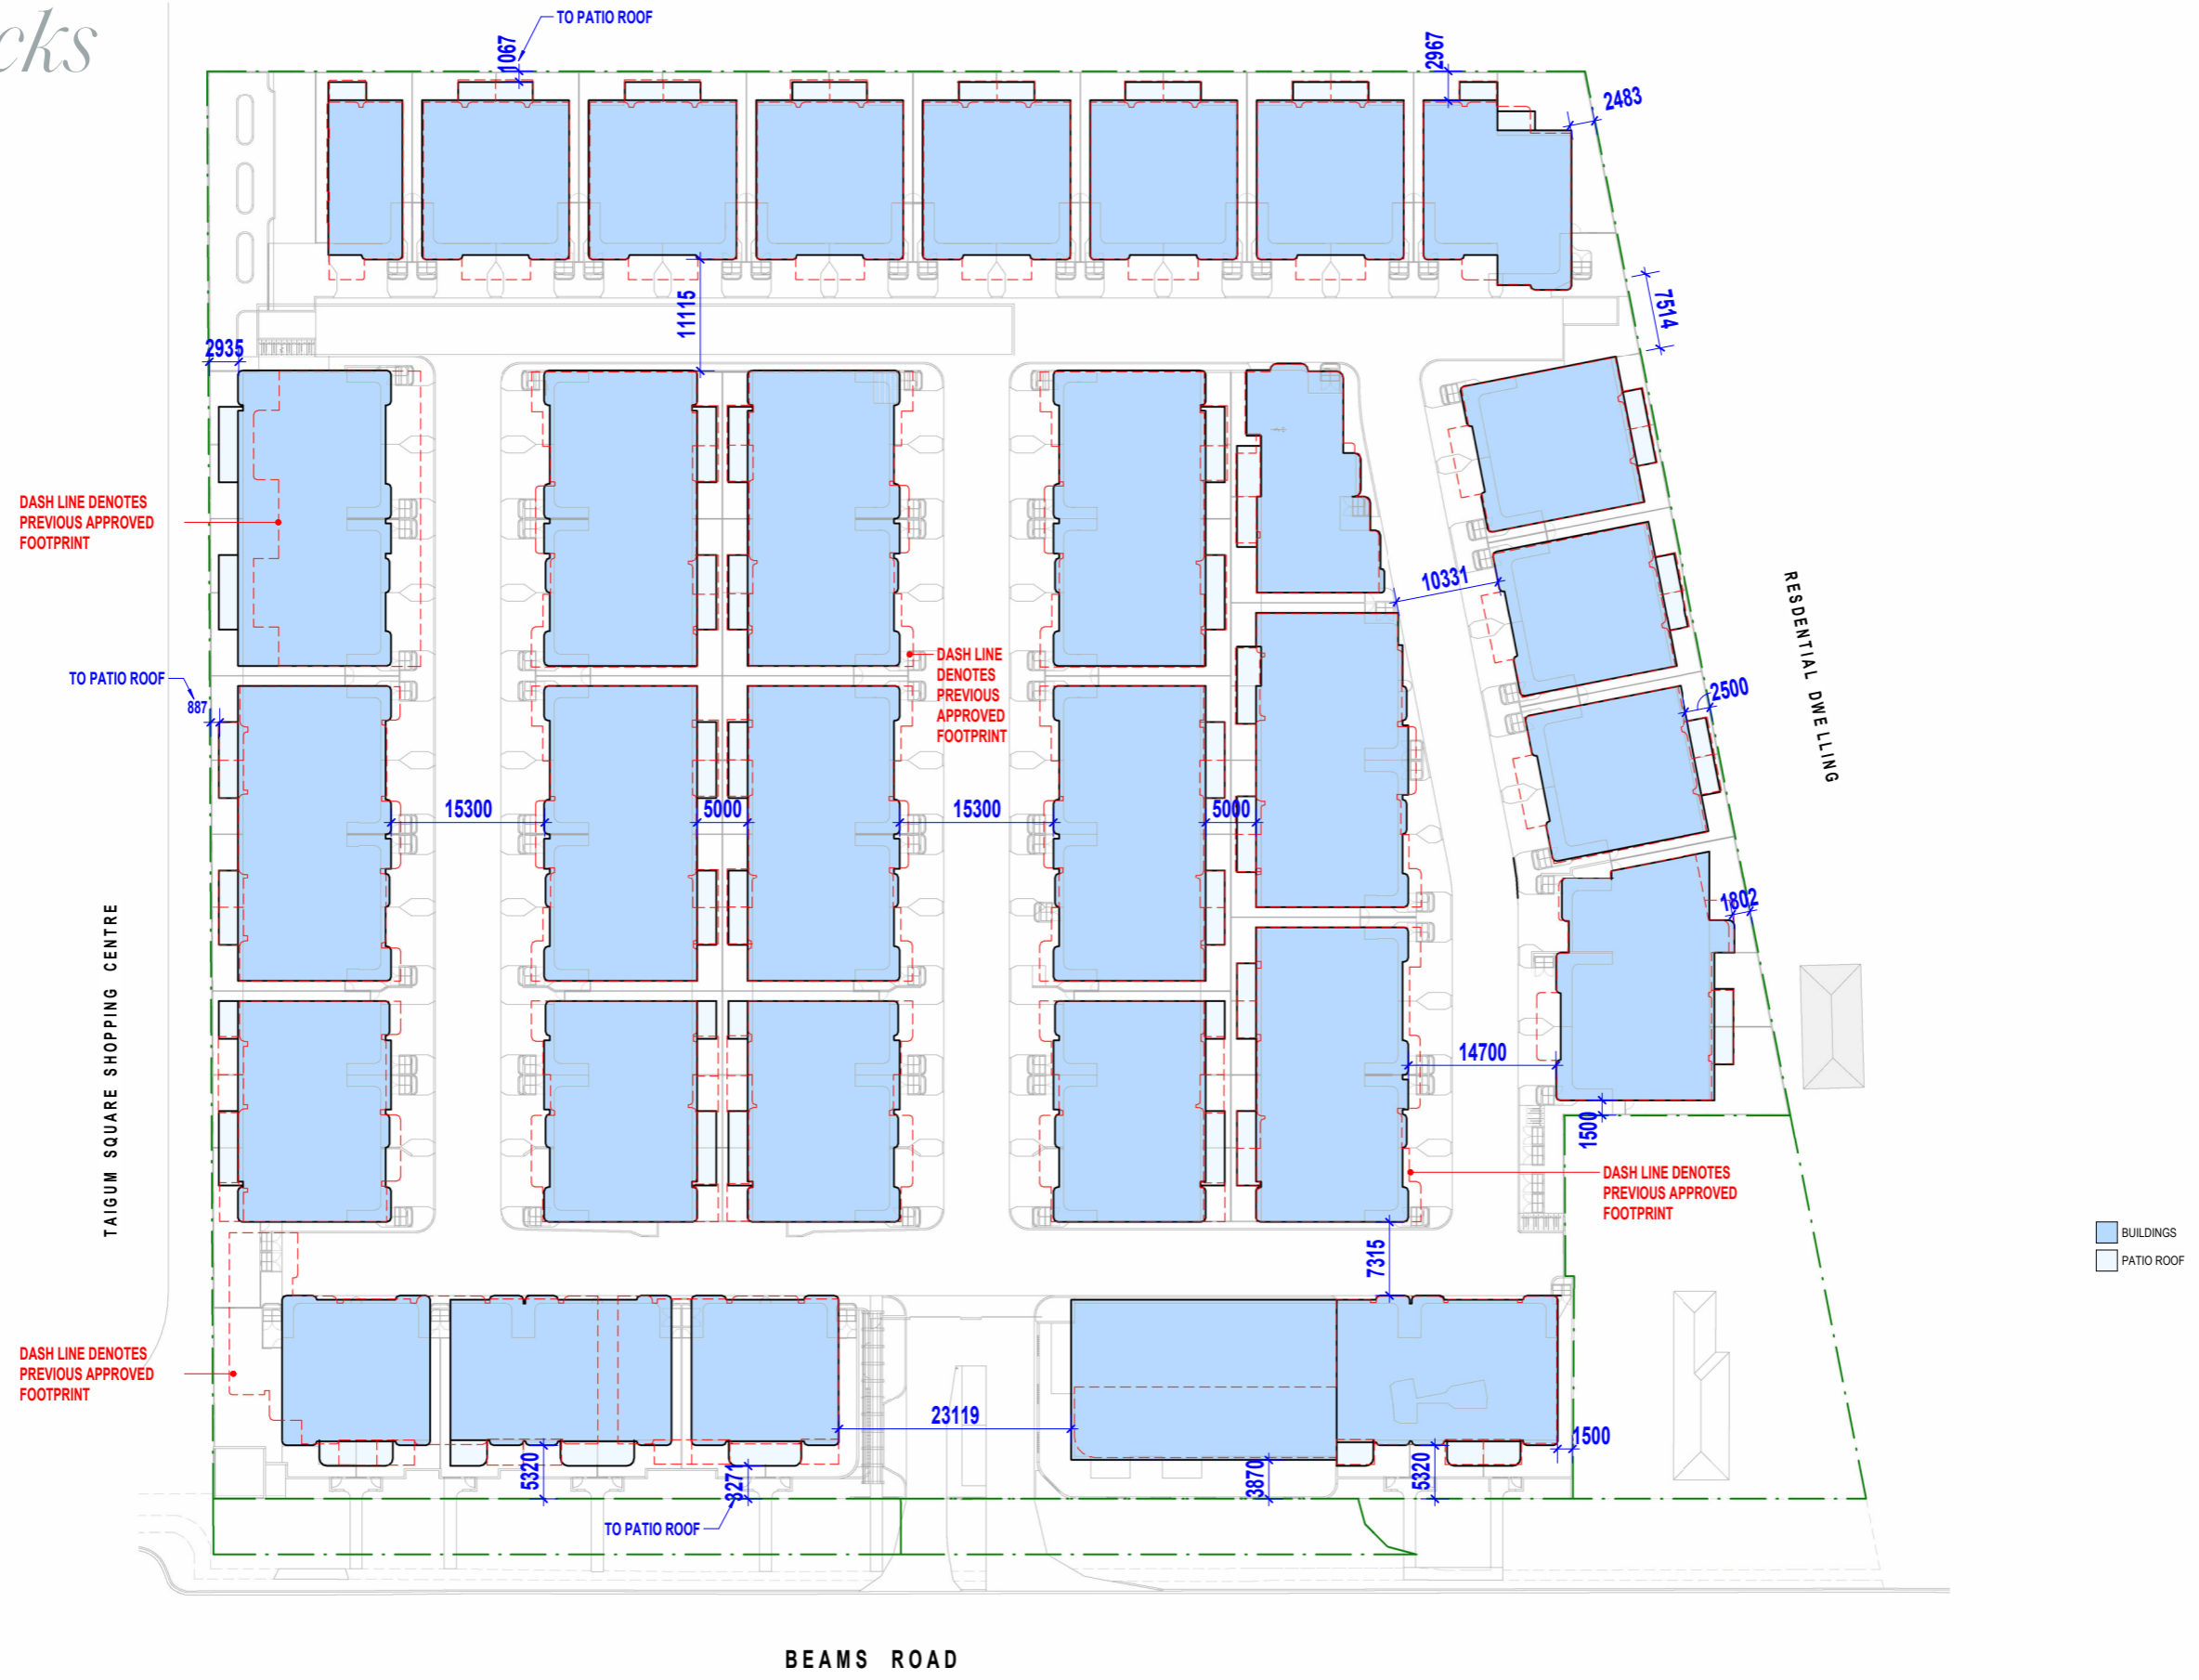 cks
TO PATIO ROOF
1067
2967
2483
11115
7514
2935
DASH LINE DENOTES
PREVIOUS APPROVED
FOOTPRINT
10331
RESDENTIAL DWELLING
TO PATIO ROOF
887
DASH LINE
DENOTES
PREVIOUS
APPROVED
FOOTPRINT
2500
15300
5000
15300
5000
1802
TAIGUM SQUARE SHOPPING CENTRE
14700
1500
DASH LINE DENOTES
PREVIOUS APPROVED
FOOTPRINT
7315
BUILDINGS
PATIO ROOF
DASH LINE DENOTES
PREVIOUS APPROVED
FOOTPRINT
23119
1500
5320
3271
3870
5320
TO PATIO ROOF
BEAMS ROAD